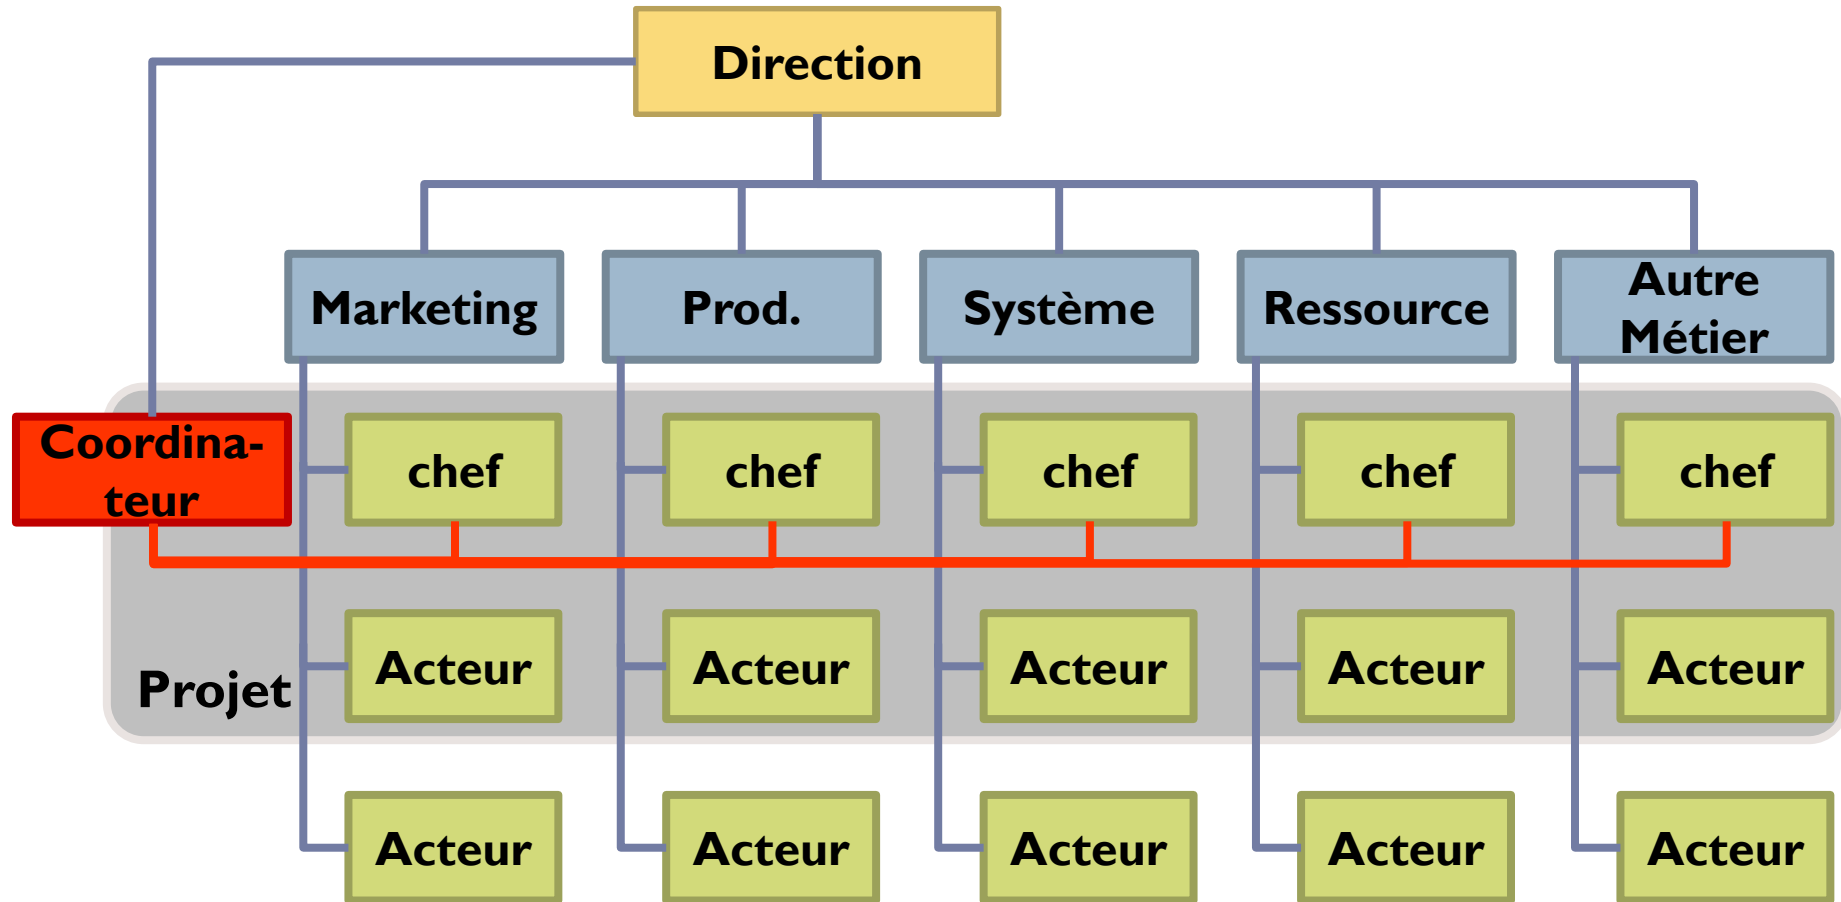 Direction
Marketing
Prod.
Système
Ressource
Autre
Métier
Coordina-
teur
chef
chef
chef
chef
chef
Projet
Acteur
Acteur
Acteur
Acteur
Acteur
Acteur
Acteur
Acteur
Acteur
Acteur